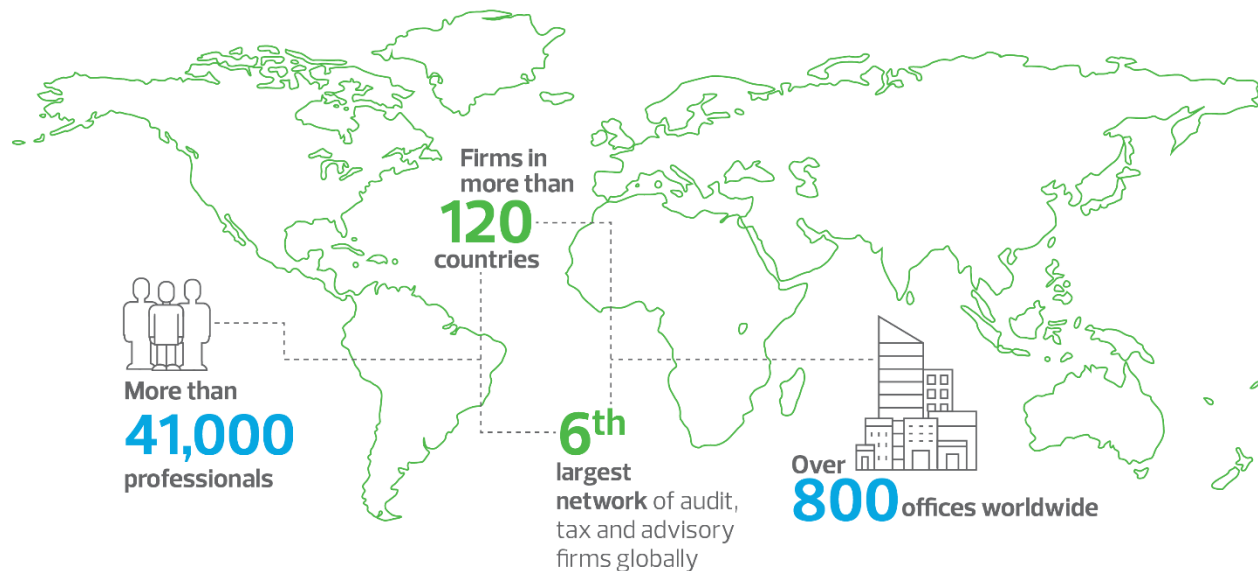 Firms in
more than
120
countries
More than
41,000
professionals
6th
largest
network of audit,
tax and advisory
firms globally
Over
800 offices worldwide